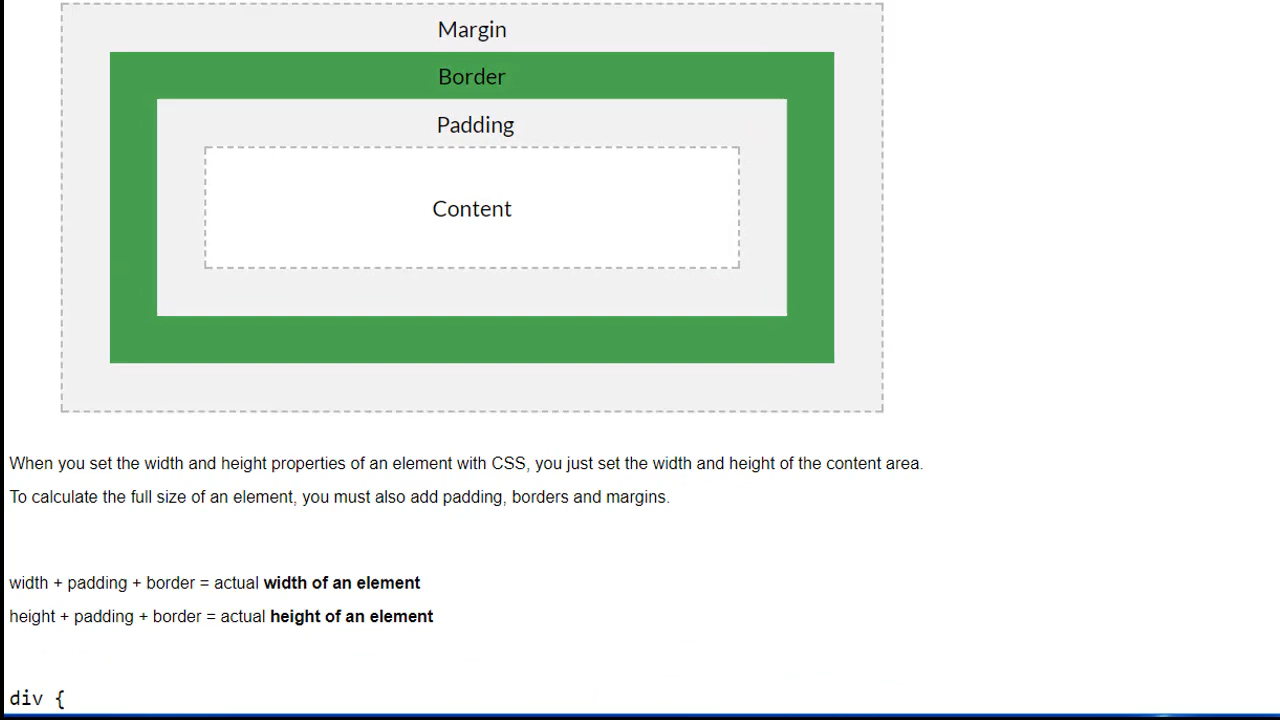 Margin
Border
Padding
Content
When you set the width and height properties of an element with CSS, you just set the width and height of the content area.
To calculate the full size of an element, you must also add padding, borders and margins.
width + padding + border = actual width of an element
height + padding + border = actual height of an element
div {